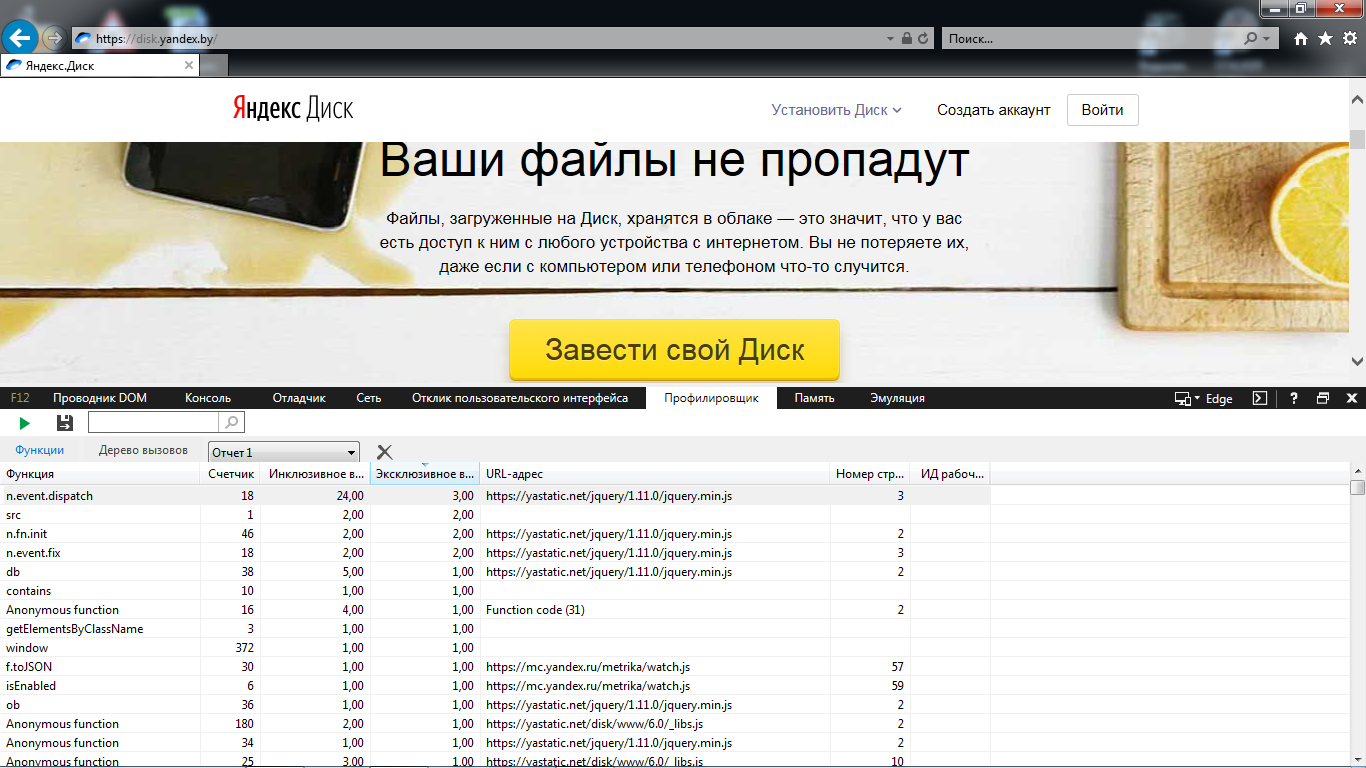 https://disk.yandex.by/
Поиск...
Яндекс.Диск
Яндекс Диск
Установить Диск
Создать аккаунт
Войти
Ваши файлы не пропадут
Файлы, загруженные на Диск, хранятся в облаке — это значит, что у вас
есть доступ к ним с любого устройства с интернетом. Вы не потеряете их,
даже если с компьютером или телефоном что-то случится.
Завести свой Диск
F12 Проводник DOM Консоль Отладчик Сеть Отклик пользовательского интерфейса Профилировщик Память Эмуляция Edge ?
Функции Дерево вызовов Отчет 1
Функция Счетчик Инклюзивное в... Эксклюзивное в... URL-адрес Номер стр... ИД рабоч...
n.event.dispatch 18 24,00 3,00 https://yastatic.net/jquery/1.11.0/jquery.min.js 3
src 1 2,00 2,00
n.fn.init 46 2,00 2,00 https://yastatic.net/jquery/1.11.0/jquery.min.js 2
n.event.fix 18 2,00 2,00 https://yastatic.net/jquery/1.11.0/jquery.min.js 3
db 38 5,00 1,00 https://yastatic.net/jquery/1.11.0/jquery.min.js 2
contains 10 1,00 1,00
Anonymous function 16 4,00 1,00 Function code (31) 2
getElementsByClassName 3 1,00 1,00
window 372 1,00 1,00
f.toJSON 30 1,00 1,00 https://mc.yandex.ru/metrika/watch.js 57
isEnabled 6 1,00 1,00 https://mc.yandex.ru/metrika/watch.js 59
ob 36 1,00 1,00 https://yastatic.net/jquery/1.11.0/jquery.min.js 2
Anonymous function 180 2,00 1,00 https://yastatic.net/disk/www/6.0/_libs.js 2
Anonymous function 34 1,00 1,00 https://yastatic.net/jquery/1.11.0/jquery.min.js 2
Anonymous function 25 3,00 1,00 https://yastatic.net/disk/www/6.0/_libs.js 10